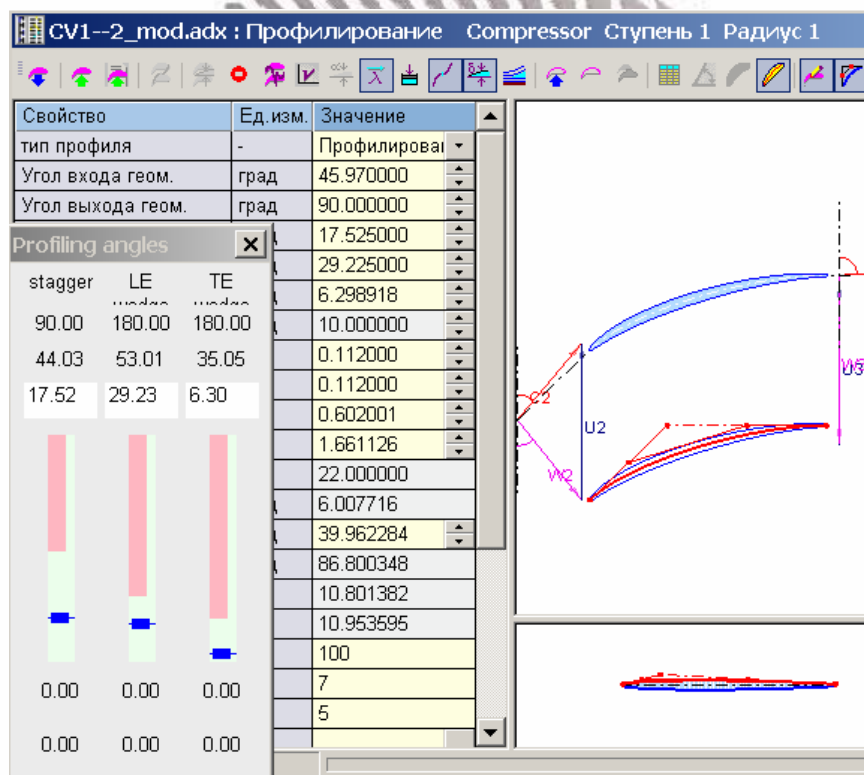 CV1--2_mod.adx : Профилирование Compressor Ступень 1 Радиус 1
Свойство Ед.изм. Значение
тип профиля - Профилирова
Угол входа геом. град 45.970000
Угол выхода геом. град 90.000000
17.525000
29.225000
6.298918
10.000000
0.112000
0.112000
0.602001
1.661126
22.000000
6.007716
39.962284
86.800348
10.801382
10.953595
100
7
5
Profiling angles
stagger LE TE
90.00 180.00 180.00
44.03 53.01 35.05
17.52 29.23 6.30
0.00 0.00 0.00
0.00 0.00 0.00
C2
U2
W2